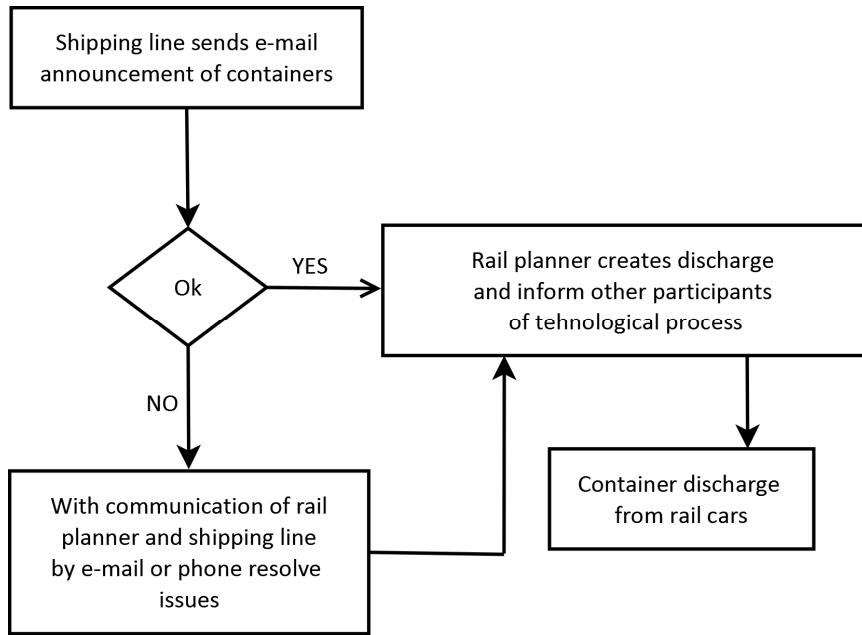 Shipping line sends e-mail
announcement of containers
Ok
YES
Rail planner creates discharge
and inform other participants
of tehnological process
NO
With communication of rail
planner and shipping line
by e-mail or phone resolve
issues
Container discharge
from rail cars